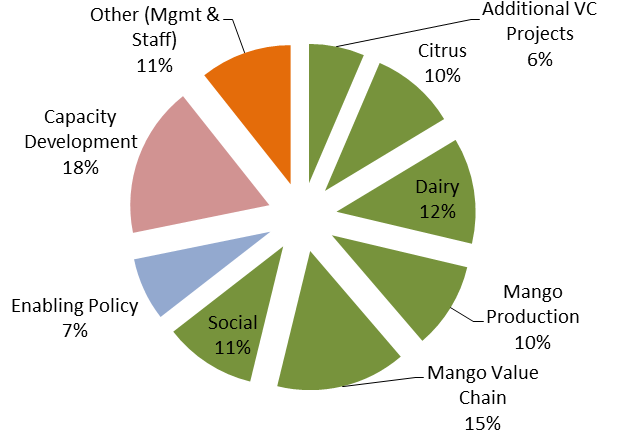 Additional VC
Projects
6%
Citrus
10%
Dairy
12%
Mango
Production
10%
Mango Value
Chain
15%
Social
11%
Enabling Policy
7%
Capacity
Development
18%
Other (Mgmt &
Staff)
11%